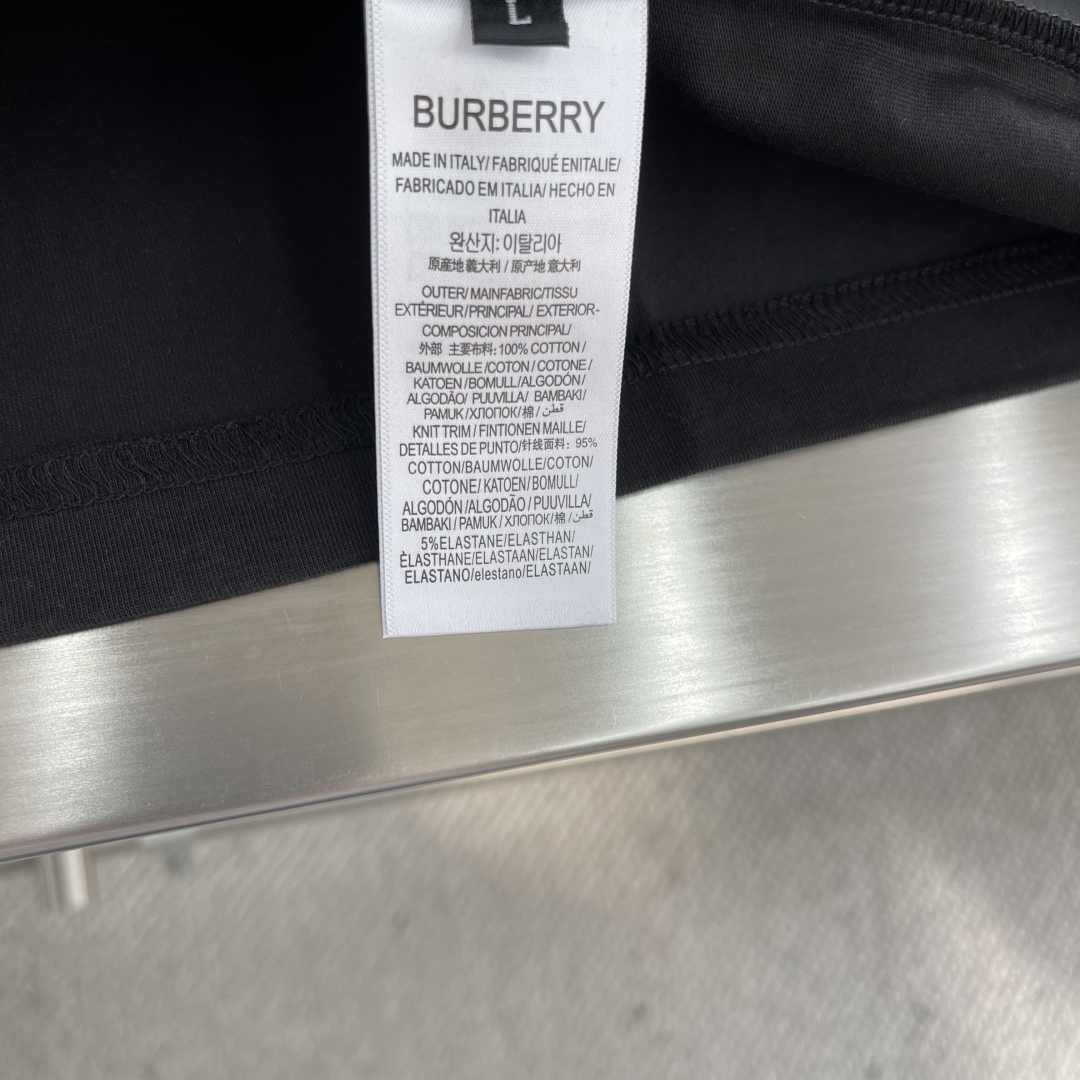 L
BURBERRY
MADE IN ITALY/ FABRIQUÉ ENITALIE/
FABRICADO EM ITALIA/ HECHO EN
ITALIA
완산지: 이탈리아
原産地義大利 / 原产地 意大利
OUTER/ MAINFABRIC/TISSU
EXTÉRIEUR/PRINCIPAL/ EXTERIOR-
COMPOSICION PRINCIPAL/
外部 主要布料: 100% COTTON /
BAUMWOLLE /COTON / COTONE /
KATOEN / BOMULL/ALGODÓN /
ALGODÃO/ PUUVILLA/ BAMBAKI/
PAMUK /ХЛОПОК/棉/ قطن
KNIT TRIM / FINTIONEN MAILLE/
DETALLES DE PUNTO/针线面料: 95%
COTTON/BAUMWOLLE/COTON/
COTONE/ KATOEN/ BOMULL/
ALGODÓN /ALGODÃO / PUUVILLA/
BAMBAKI / PAMUK / ХЛОПОК/棉 /قطن
5%ELASTANE/ELASTHAN/
ÈLASTHANE/ELASTAAN/ELASTAN/
ELASTANO/elestano/ELASTAAN/